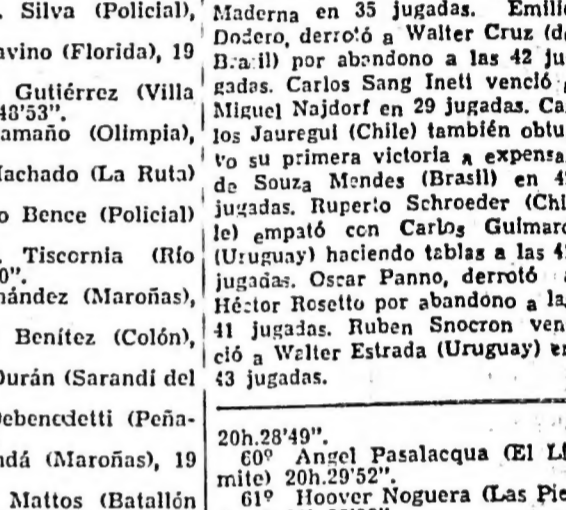 . Silva (Policial),
avino (Florida), 19
Gutiérrez (Villa
48'53".
amaño (Olimpia),
Machado (La Ruta)
o Bence (Policial)
. Tiscornia (Río
0".
nández (Maroñas),
Benítez (Colón),
Durán (Sarandí del
Debenedetti (Peña-
ndá (Maroñas), 19
Mattos (Batallón
Maderna en 35 jugadas. Emilio
Dodero, derrotó a Walter Cruz (de
Brasil) por abandono a las 42 ju
gadas. Carlos Sang Ineti venció
Miguel Najdorf en 29 jugadas. Ca
los Jauregui (Chile) también obtu
vo su primera victoria a expensa
de Souza Mendes (Brasil) en 4
jugadas. Ruperto Schroeder (Chi
le) empató con Carlos Guimar
(Uruguay) haciendo tablas a las 4
jugadas. Oscar Panno, derrotó
Héctor Rosetto por abandono a la
41 jugadas. Ruben Snocron ven
ció a Walter Estrada (Uruguay) en
43 jugadas.
20h.28'49".
60º Angel Pasalacqua (El Lí
mite) 20h.29'52".
61º Hoover Noguera (Las Pie